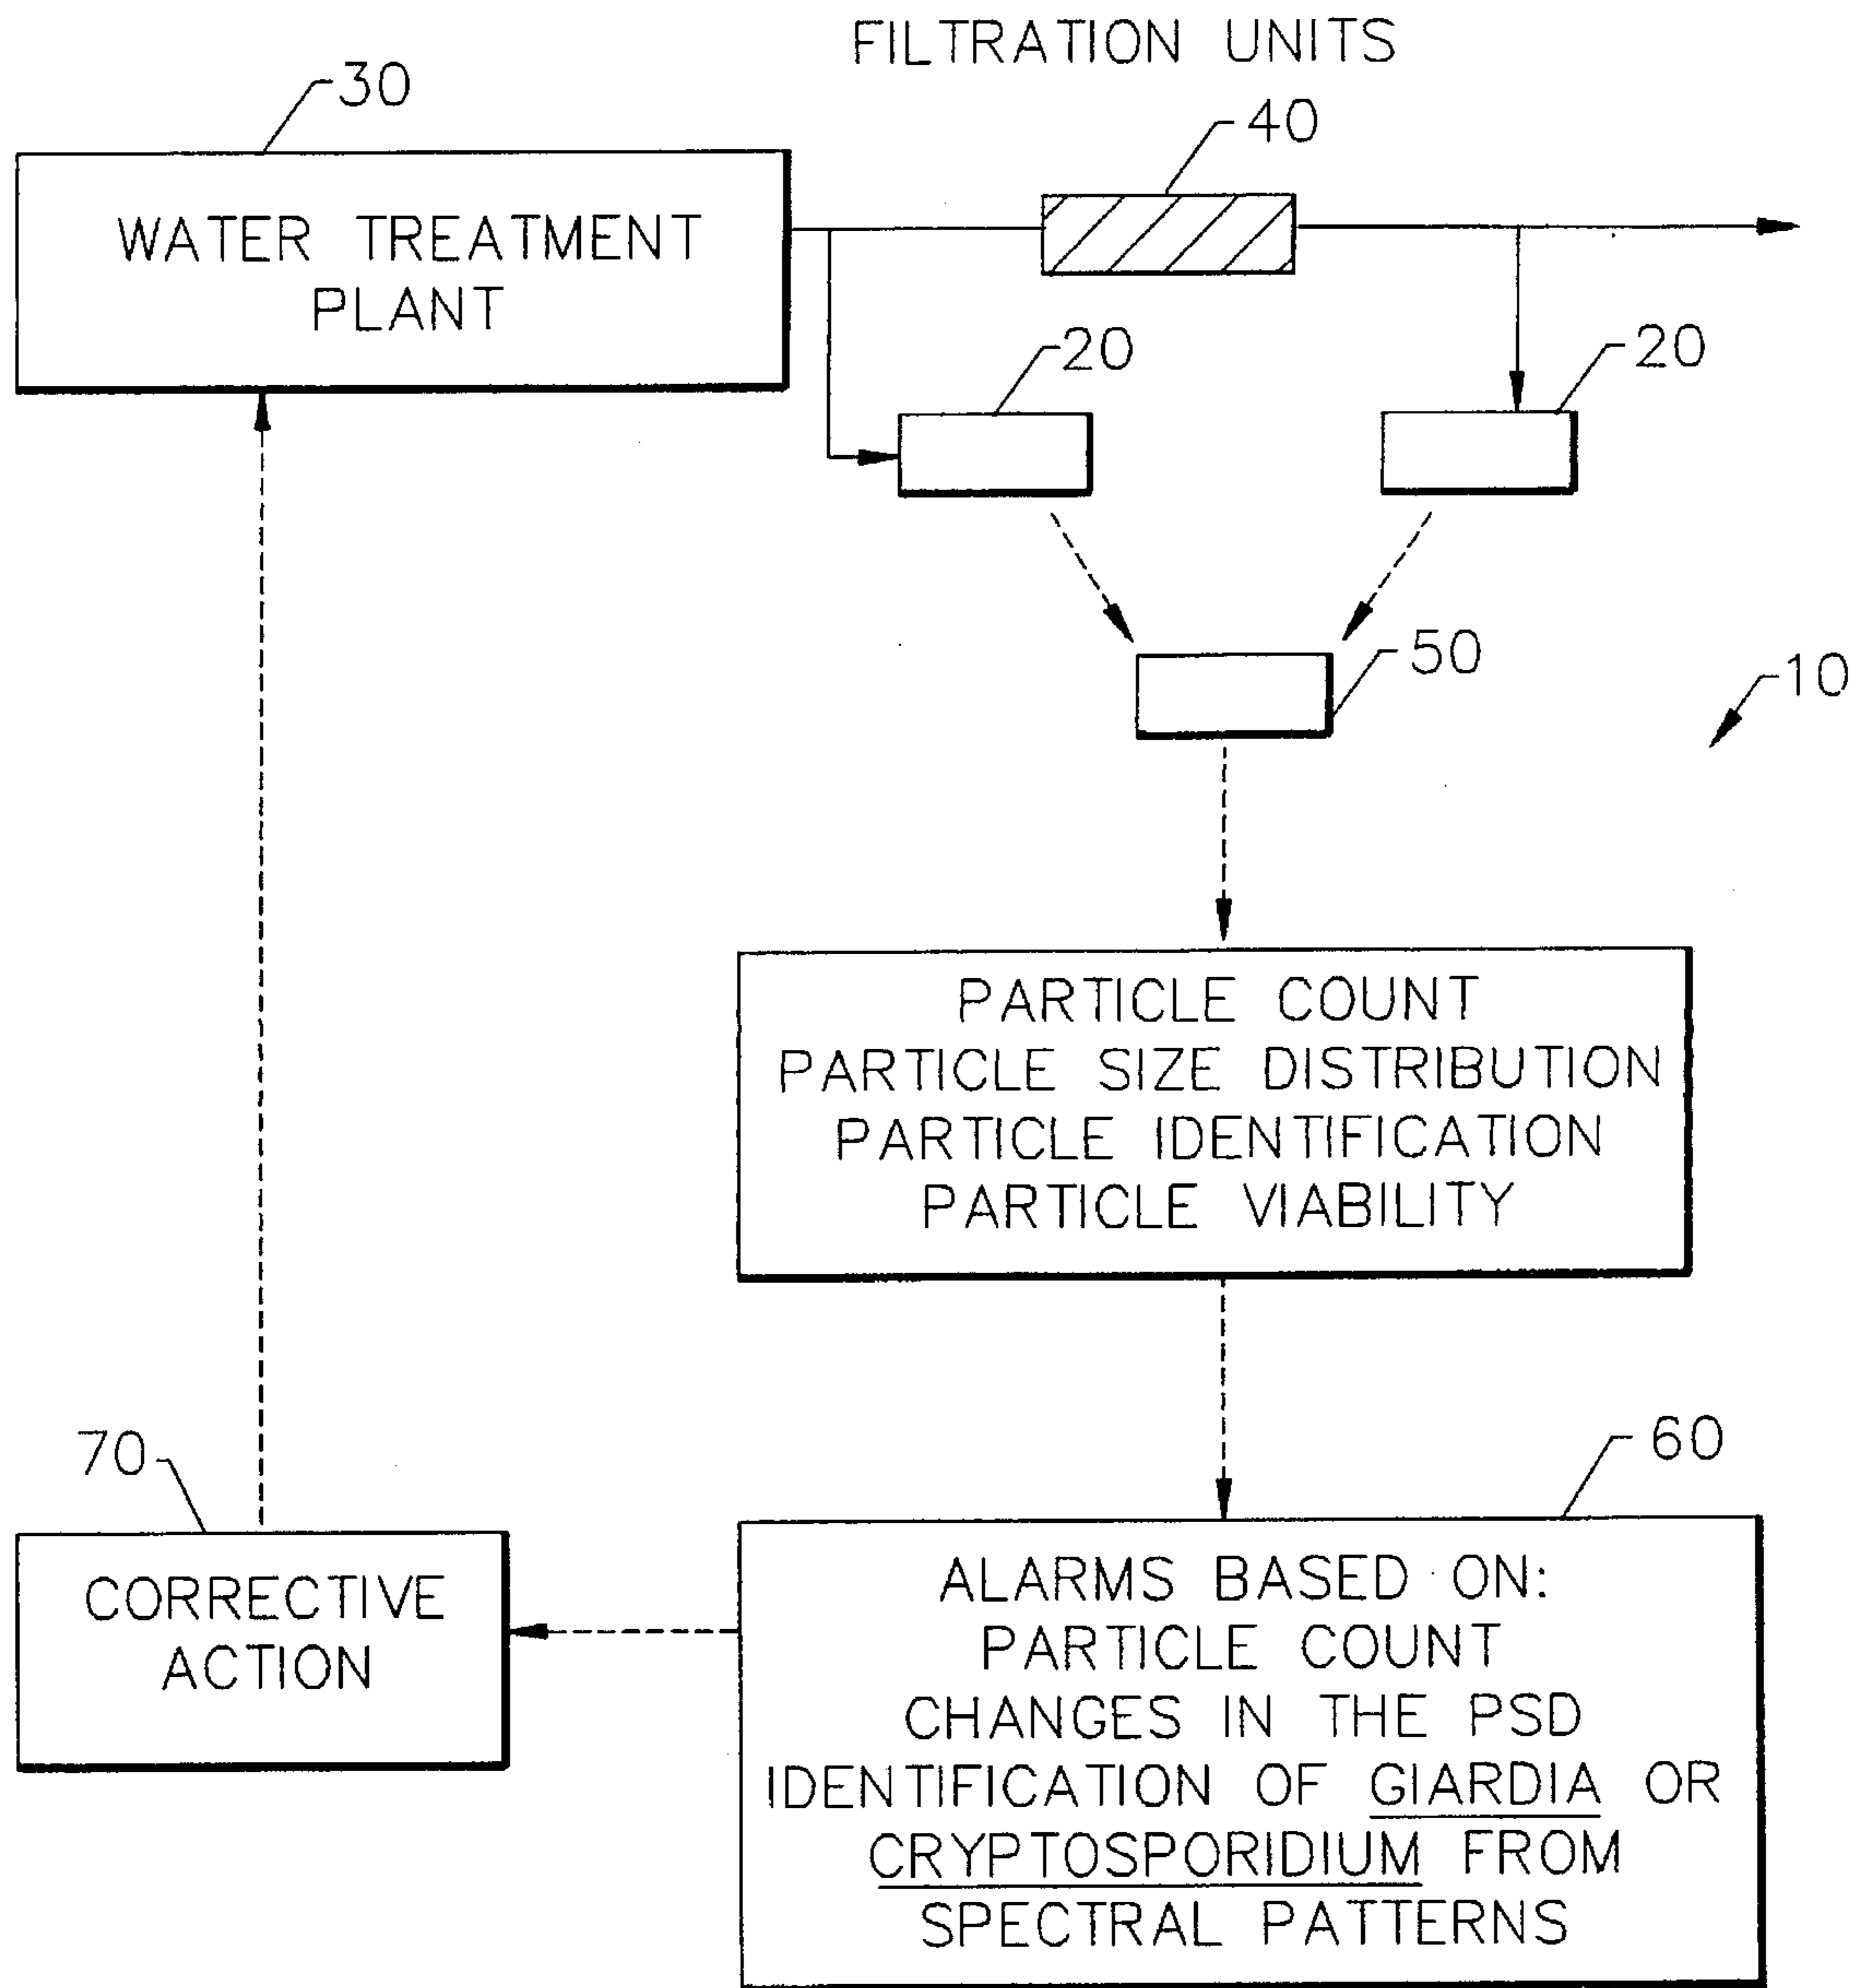 FILTRATION UNITS
30
40
WATER TREATMENT
PLANT
20
20
50
10
PARTICLE COUNT
PARTICLE SIZE DISTRIBUTION
PARTICLE IDENTIFICATION
PARTICLE VIABILITY
70
60
CORRECTIVE
ACTION
ALARMS BASED ON:
PARTICLE COUNT
CHANGES IN THE PSD
IDENTIFICATION OF GIARDIA OR
CRYPTOSPORIDIUM FROM
SPECTRAL PATTERNS